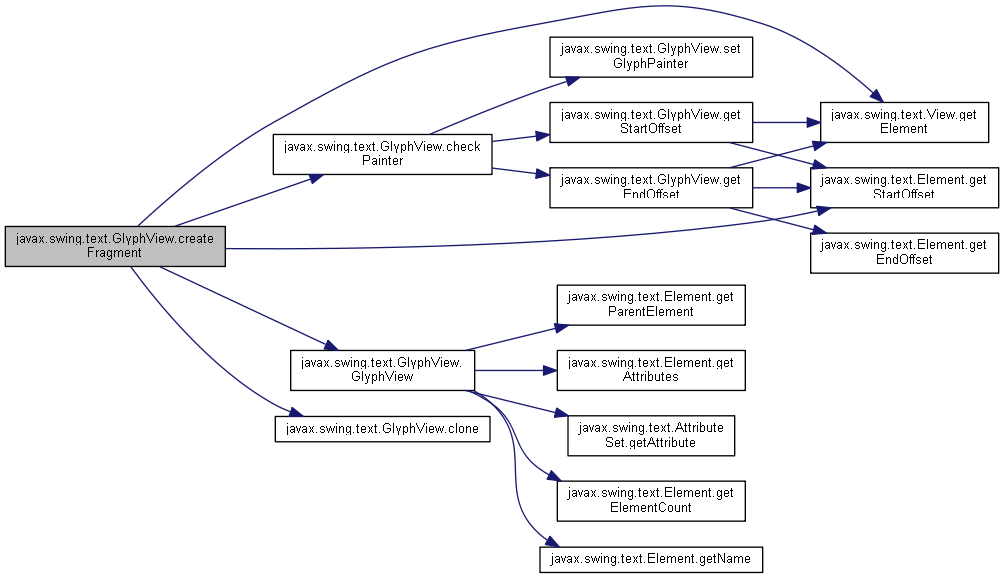 javax.swing.text.GlyphView.set
GlyphPainter
javax.swing.text.GlyphView.get
StartOffset
javax.swing.text.View.get
Element
javax.swing.text.GlyphView.check
Painter
javax.swing.text.GlyphView.get
EndOffset
javax.swing.text.Element.get
StartOffset
javax.swing.text.GlyphView.create
Fragment
javax.swing.text.Element.get
EndOffset
javax.swing.text.Element.get
ParentElement
javax.swing.text.GlyphView.
GlyphView
javax.swing.text.Element.get
Attributes
javax.swing.text.GlyphView.clone
javax.swing.text.Attribute
Set.getAttribute
javax.swing.text.Element.get
ElementCount
javax.swing.text.Element.getName